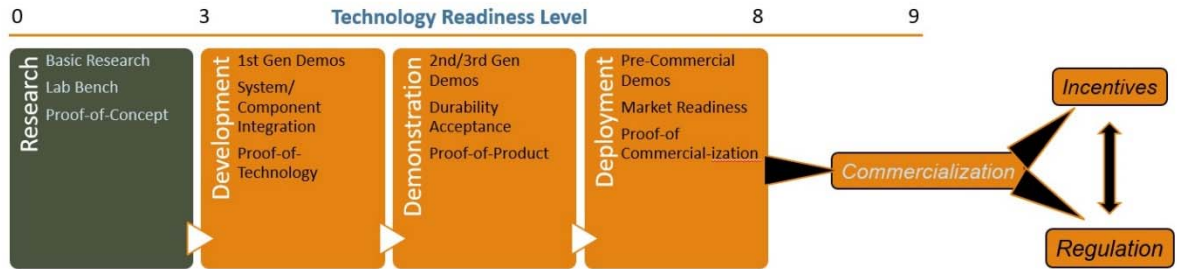 0 3 Technology Readiness Level 8 9
Research
Basic Research
Lab Bench
Proof-of-Concept
Development
1st Gen Demos
System/
Component
Integration
Proof-of-
Technology
Demonstration
2nd/3rd Gen
Demos
Durability
Acceptance
Proof-of-Product
Deployment
Pre-Commercial
Demos
Market Readiness
Proof-of
Commercial-ization
Commercialization
Incentives
Regulation